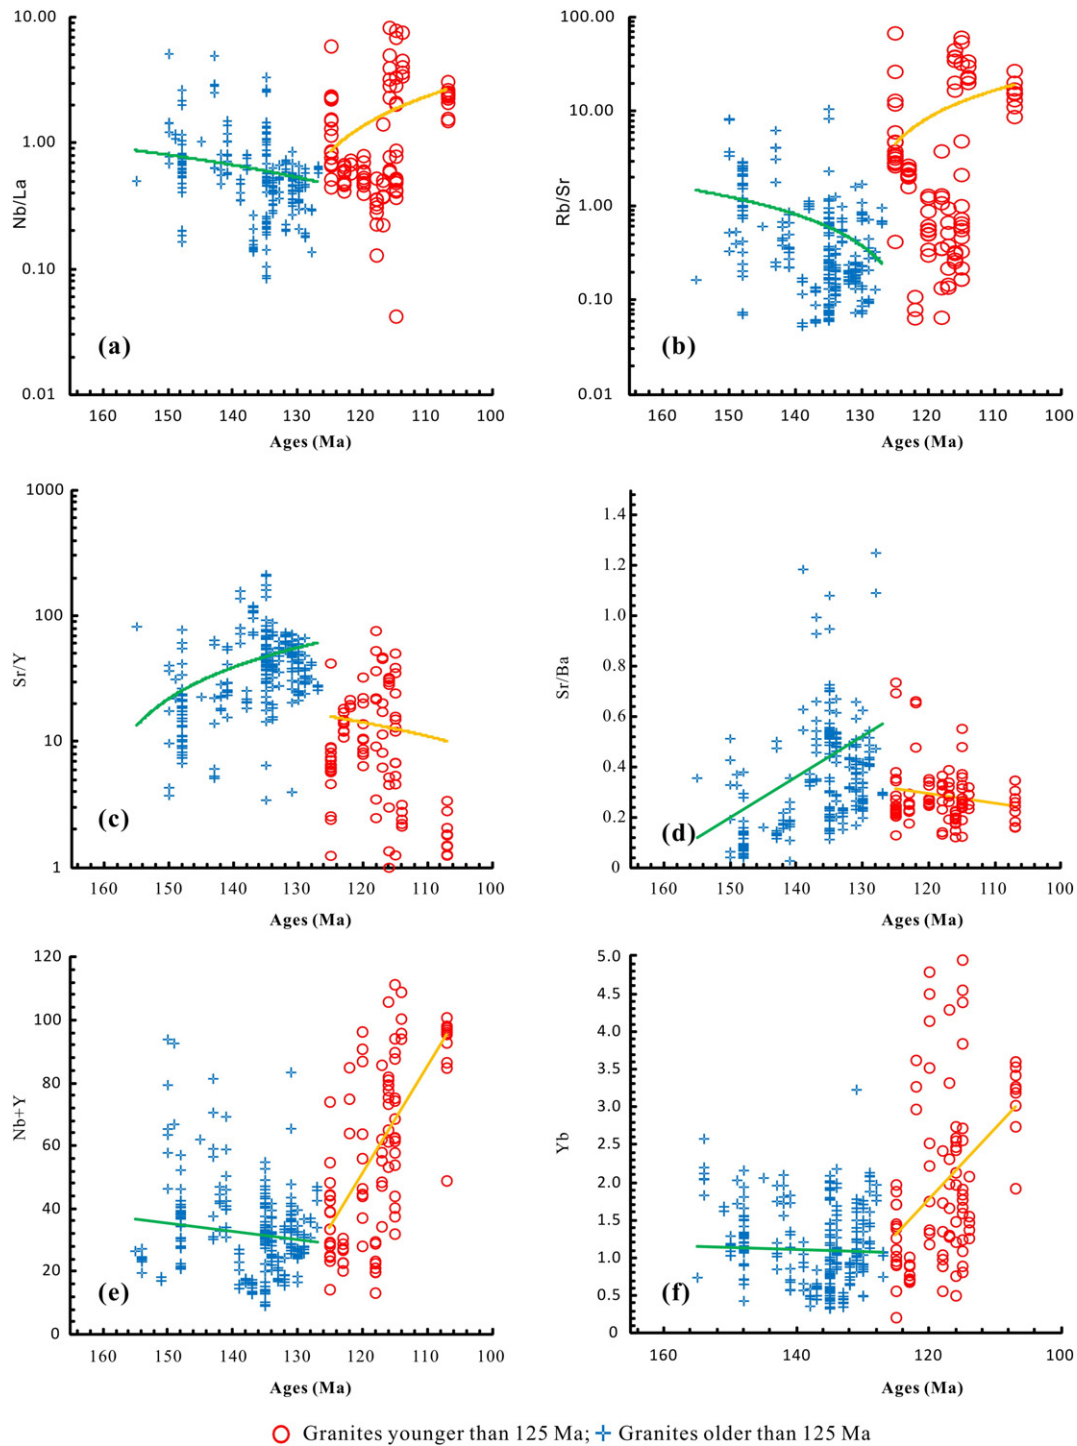 10.00
1.00
0.10
0.01
Nb/La
(a)
160 150 140 130 120 110 100
Ages (Ma)
100.00
10.00
1.00
0.10
0.01
Rb/Sr
(b)
160 150 140 130 120 110 100
Ages (Ma)
1000
100
10
1
Sr/Y
(c)
160 150 140 130 120 110 100
Ages (Ma)
1.4
1.2
1.0
0.8
0.6
0.4
0.2
0
Sr/Ba
(d)
160 150 140 130 120 110 100
Ages (Ma)
120
100
80
60
40
20
0
Nb+Y
(e)
160 150 140 130 120 110 100
Ages (Ma)
5.0
4.5
4.0
3.5
3.0
2.5
2.0
1.5
1.0
0.5
0
Yb
(f)
160 140 120 100
Ages (Ma)
Granites younger than 125 Ma; Granites older than 125 Ma